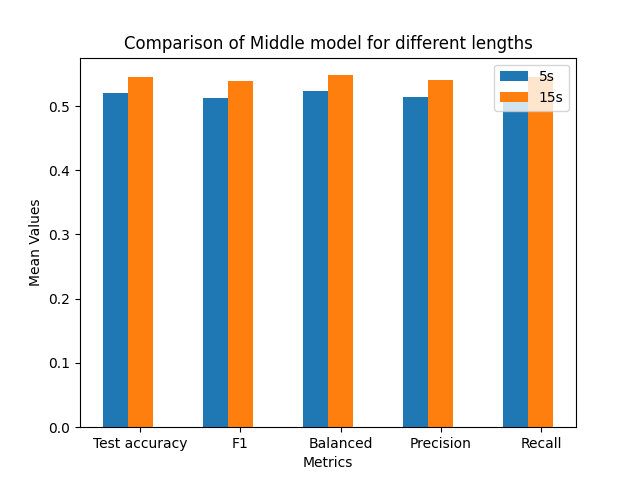 Comparison of Middle model for different lengths
5s
15s
0.5
0.4
0.3
0.2
0.1
0.0
Mean Values
Test accuracy F1 Balanced Precision Recall
Metrics